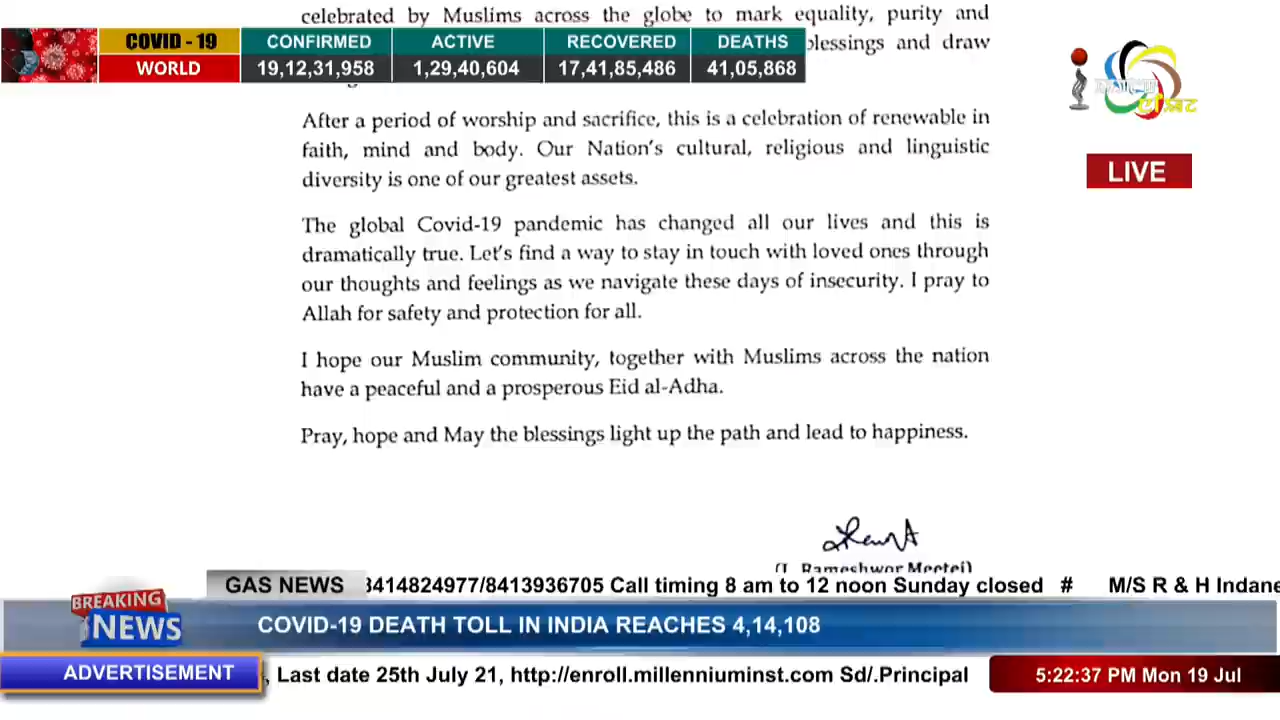 celebrated by Muslims across the globe to mark equality, purity and
blessings and draw
COVID - 19
WORLD
CONFIRMED
19,12,31,958
ACTIVE
1,29,40,604
RECOVERED
17,41,85,486
DEATHS
41,05,868
LIVE
After a period of worship and sacrifice, this is a celebration of renewable in
faith, mind and body. Our Nation's cultural, religious and linguistic
diversity is one of our greatest assets.
The global Covid-19 pandemic has changed all our lives and this is
dramatically true. Let's find a way to stay in touch with loved ones through
our thoughts and feelings as we navigate these days of insecurity. I pray to
Allah for safety and protection for all.
I hope our Muslim community, together with Muslims across the nation
have a peaceful and a prosperous Eid al-Adha.
Pray, hope and May the blessings light up the path and lead to happiness.
(L. Rameshwor Meetei)
GAS NEWS
8414824977/8413936705 Call timing 8 am to 12 noon Sunday closed # M/S R & H Indane
BREAKING
NEWS
COVID-19 DEATH TOLL IN INDIA REACHES 4,14,108
ADVERTISEMENT
, Last date 25th July 21, http://enroll.millenniuminst.com Sd/.Principal
5:22:37 PM Mon 19 Jul